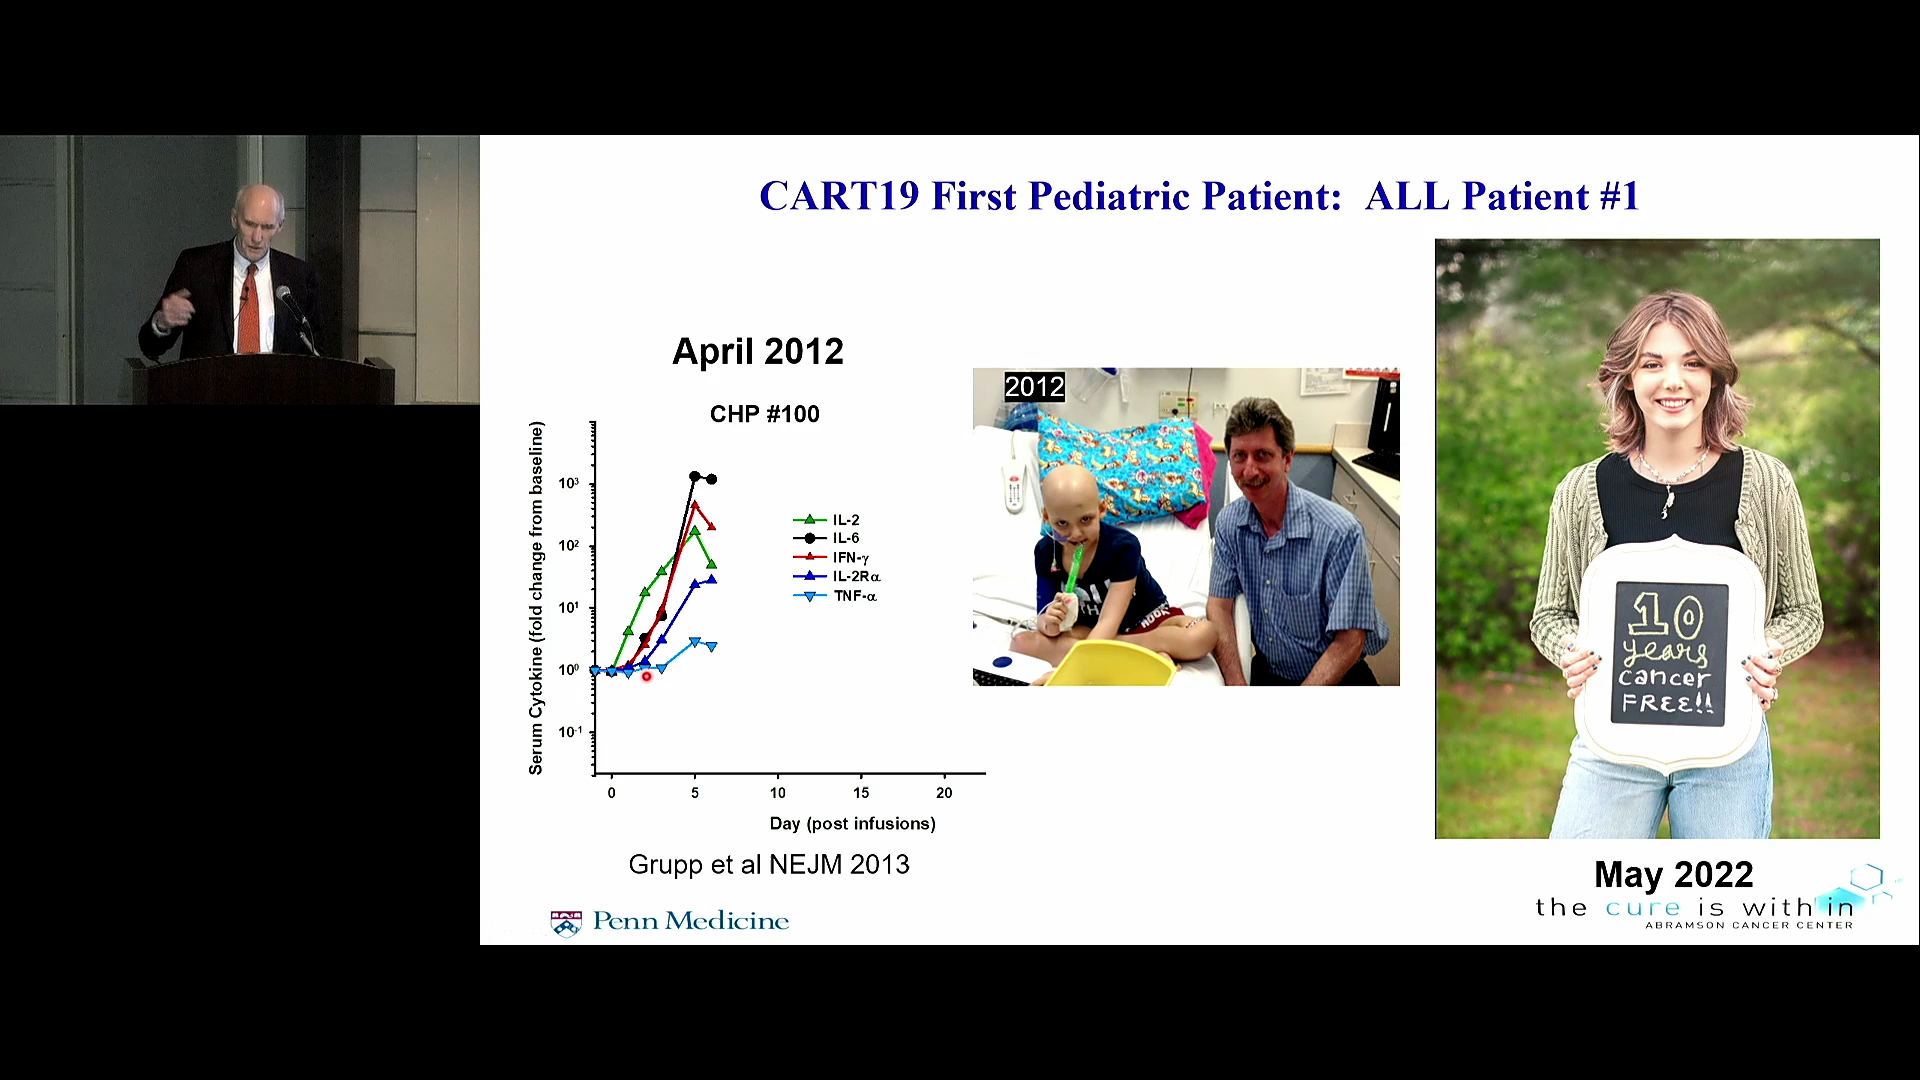 CART19 First Pediatric Patient: ALL Patient #1
April 2012
CHP #100
Serum Cytokine (fold change from baseline)
10³
10²
10¹
10⁰
10⁻¹
0 5 10 15 20
Day (post infusions)
IL-2
IL-6
IFN-γ
IL-2Rα
TNF-α
Grupp et al NEJM 2013
Penn Medicine
2012
10
years
cancer
FREE!!
May 2022
the cure is within
ABRAMSON CANCER CENTER